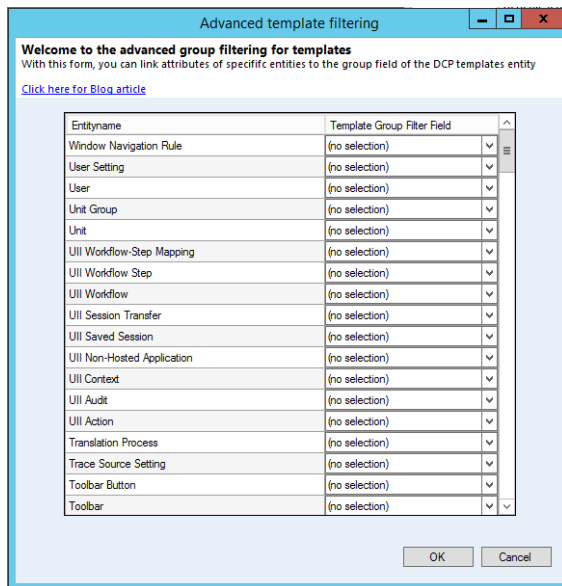 Advanced template filtering
Welcome to the advanced group filtering for templates
With this form, you can link attributes of specififc entities to the group field of the DCP templates entity
Click here for Blog article
Entityname Template Group Filter Field
Window Navigation Rule (no selection)
User Setting (no selection)
User (no selection)
Unit Group (no selection)
Unit (no selection)
UII Workflow-Step Mapping (no selection)
UII Workflow Step (no selection)
UII Workflow (no selection)
UII Session Transfer (no selection)
UII Saved Session (no selection)
UII Non-Hosted Application (no selection)
UII Context (no selection)
UII Audit (no selection)
UII Action (no selection)
Translation Process (no selection)
Trace Source Setting (no selection)
Toolbar Button (no selection)
Toolbar (no selection)
OK Cancel